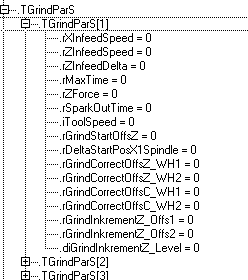 .TGrindParS
.TGrindParS[1]
.rXInfeedSpeed = 0
.rZInfeedSpeed = 0
.rZInfeedDelta = 0
.rMaxTime = 0
.rZForce = 0
.rSparkOutTime = 0
.iToolSpeed = 0
.rGrindStartOffsZ = 0
.rDeltaStartPosX1Spindle = 0
.rGrindCorrectOffsZ_WH1 = 0
.rGrindCorrectOffsZ_WH2 = 0
.rGrindCorrectOffsC_WH1 = 0
.rGrindCorrectOffsC_WH2 = 0
.rGrindInkrementZ_Offs1 = 0
.rGrindInkrementZ_Offs2 = 0
.diGrindInkrementZ_Level = 0
.TGrindParS[2]
.TGrindParS[3]